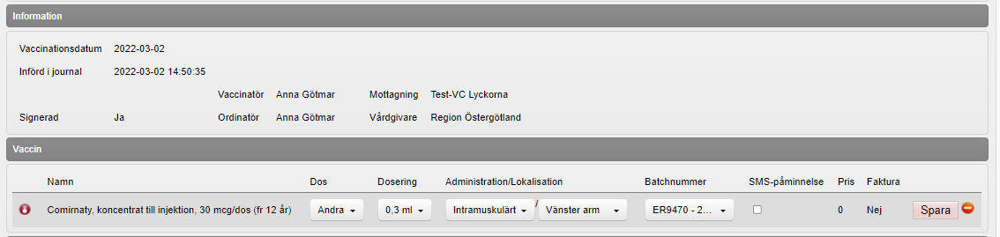 Information
Vaccinationsdatum 2022-03-02
Införd i journal 2022-03-02 14:50:35
Vaccinatör Anna Götmar Mottagning Test-VC Lyckorna
Signerad Ja Ordinatör Anna Götmar Vårdgivare Region Östergötland
Vaccin
Namn Dos Dosering Administration/Lokalisation Batchnummer SMS-påminnelse Pris Faktura
Comirnaty, koncentrat till injektion, 30 mcg/dos (fr 12 år) Andra 0,3 ml Intramuskulärt / Vänster arm ER9470 - 2... 0 Nej Spara